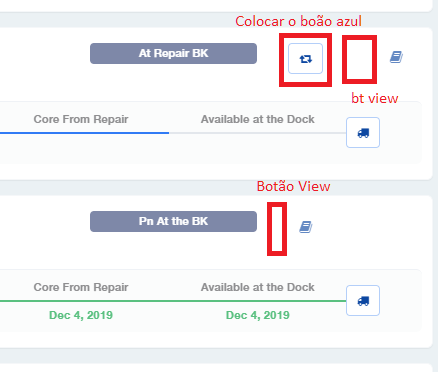 Colocar o boão azul
At Repair BK
bt view
Core From Repair
Available at the Dock
Botão View
Pn At the BK
Core From Repair
Available at the Dock
Dec 4, 2019
Dec 4, 2019